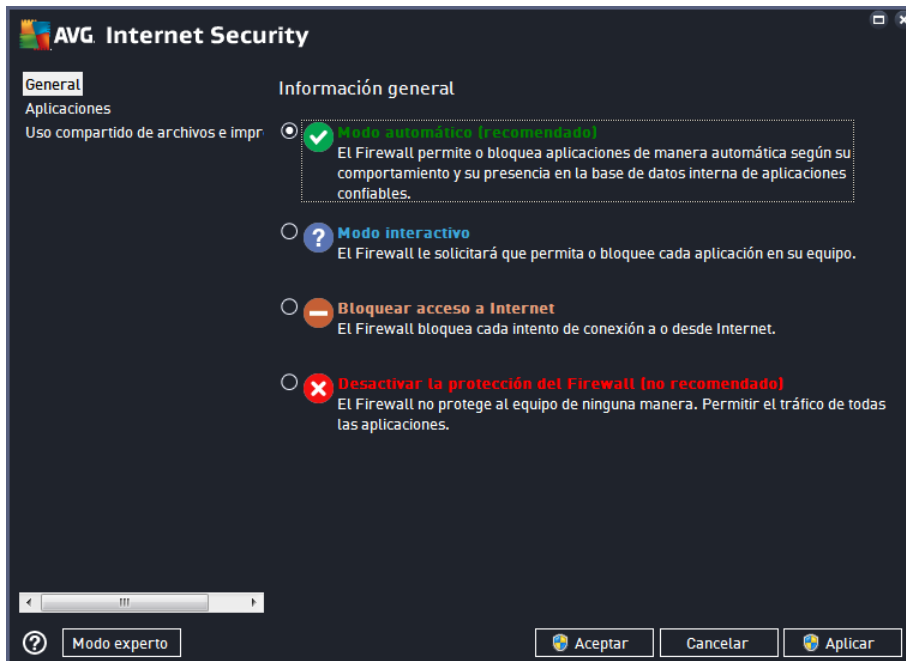 AVG Internet Security
General
Aplicaciones
Uso compartido de archivos e impr
Información general
Modo automático (recomendado)
El Firewall permite o bloquea aplicaciones de manera automática según su
comportamiento y su presencia en la base de datos interna de aplicaciones
confiables.
Modo interactivo
El Firewall le solicitará que permita o bloquee cada aplicación en su equipo.
Bloquear acceso a Internet
El Firewall bloquea cada intento de conexión a o desde Internet.
Desactivar la protección del Firewall (no recomendado)
El Firewall no protege al equipo de ninguna manera. Permitir el tráfico de todas
las aplicaciones.
Modo experto
Aceptar
Cancelar
Aplicar